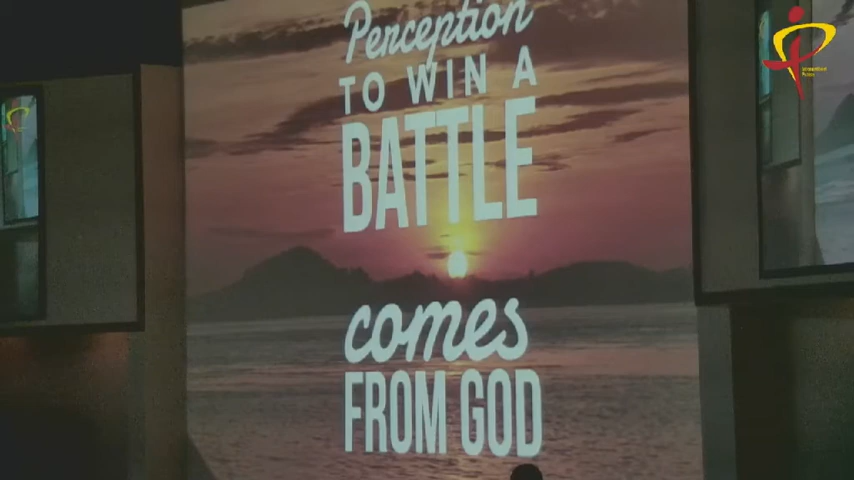 Perception
TO WIN A
BATTLE
comes
FROM GOD